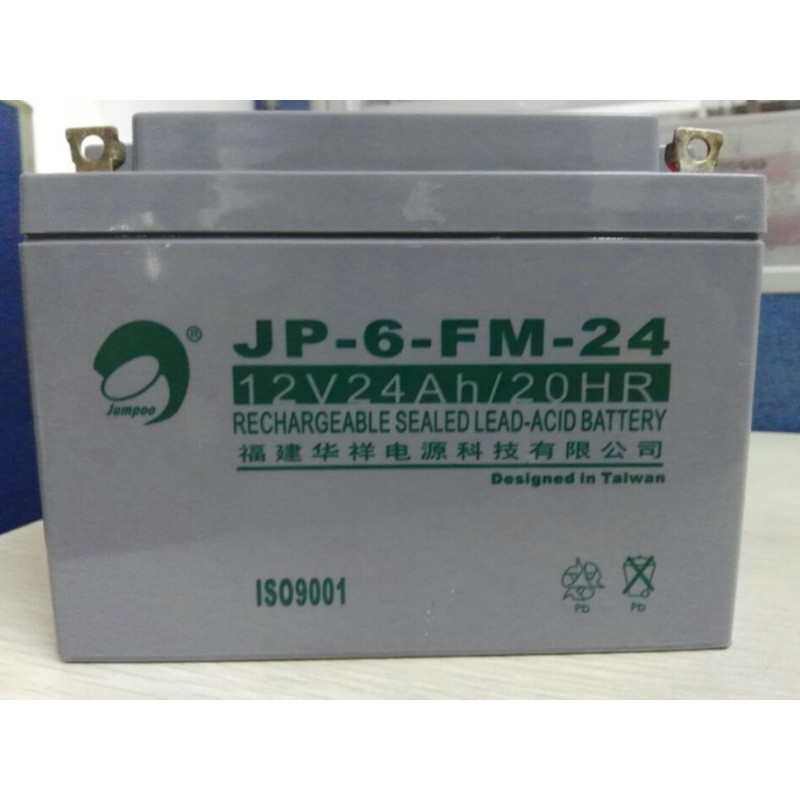 JP-6-FM-24
12V24Ah/20HR
Jumpoo ®
RECHARGEABLE SEALED LEAD-ACID BATTERY
福建华祥电源科技有限公司
Designed in Taiwan
ISO9001
Pb Pb